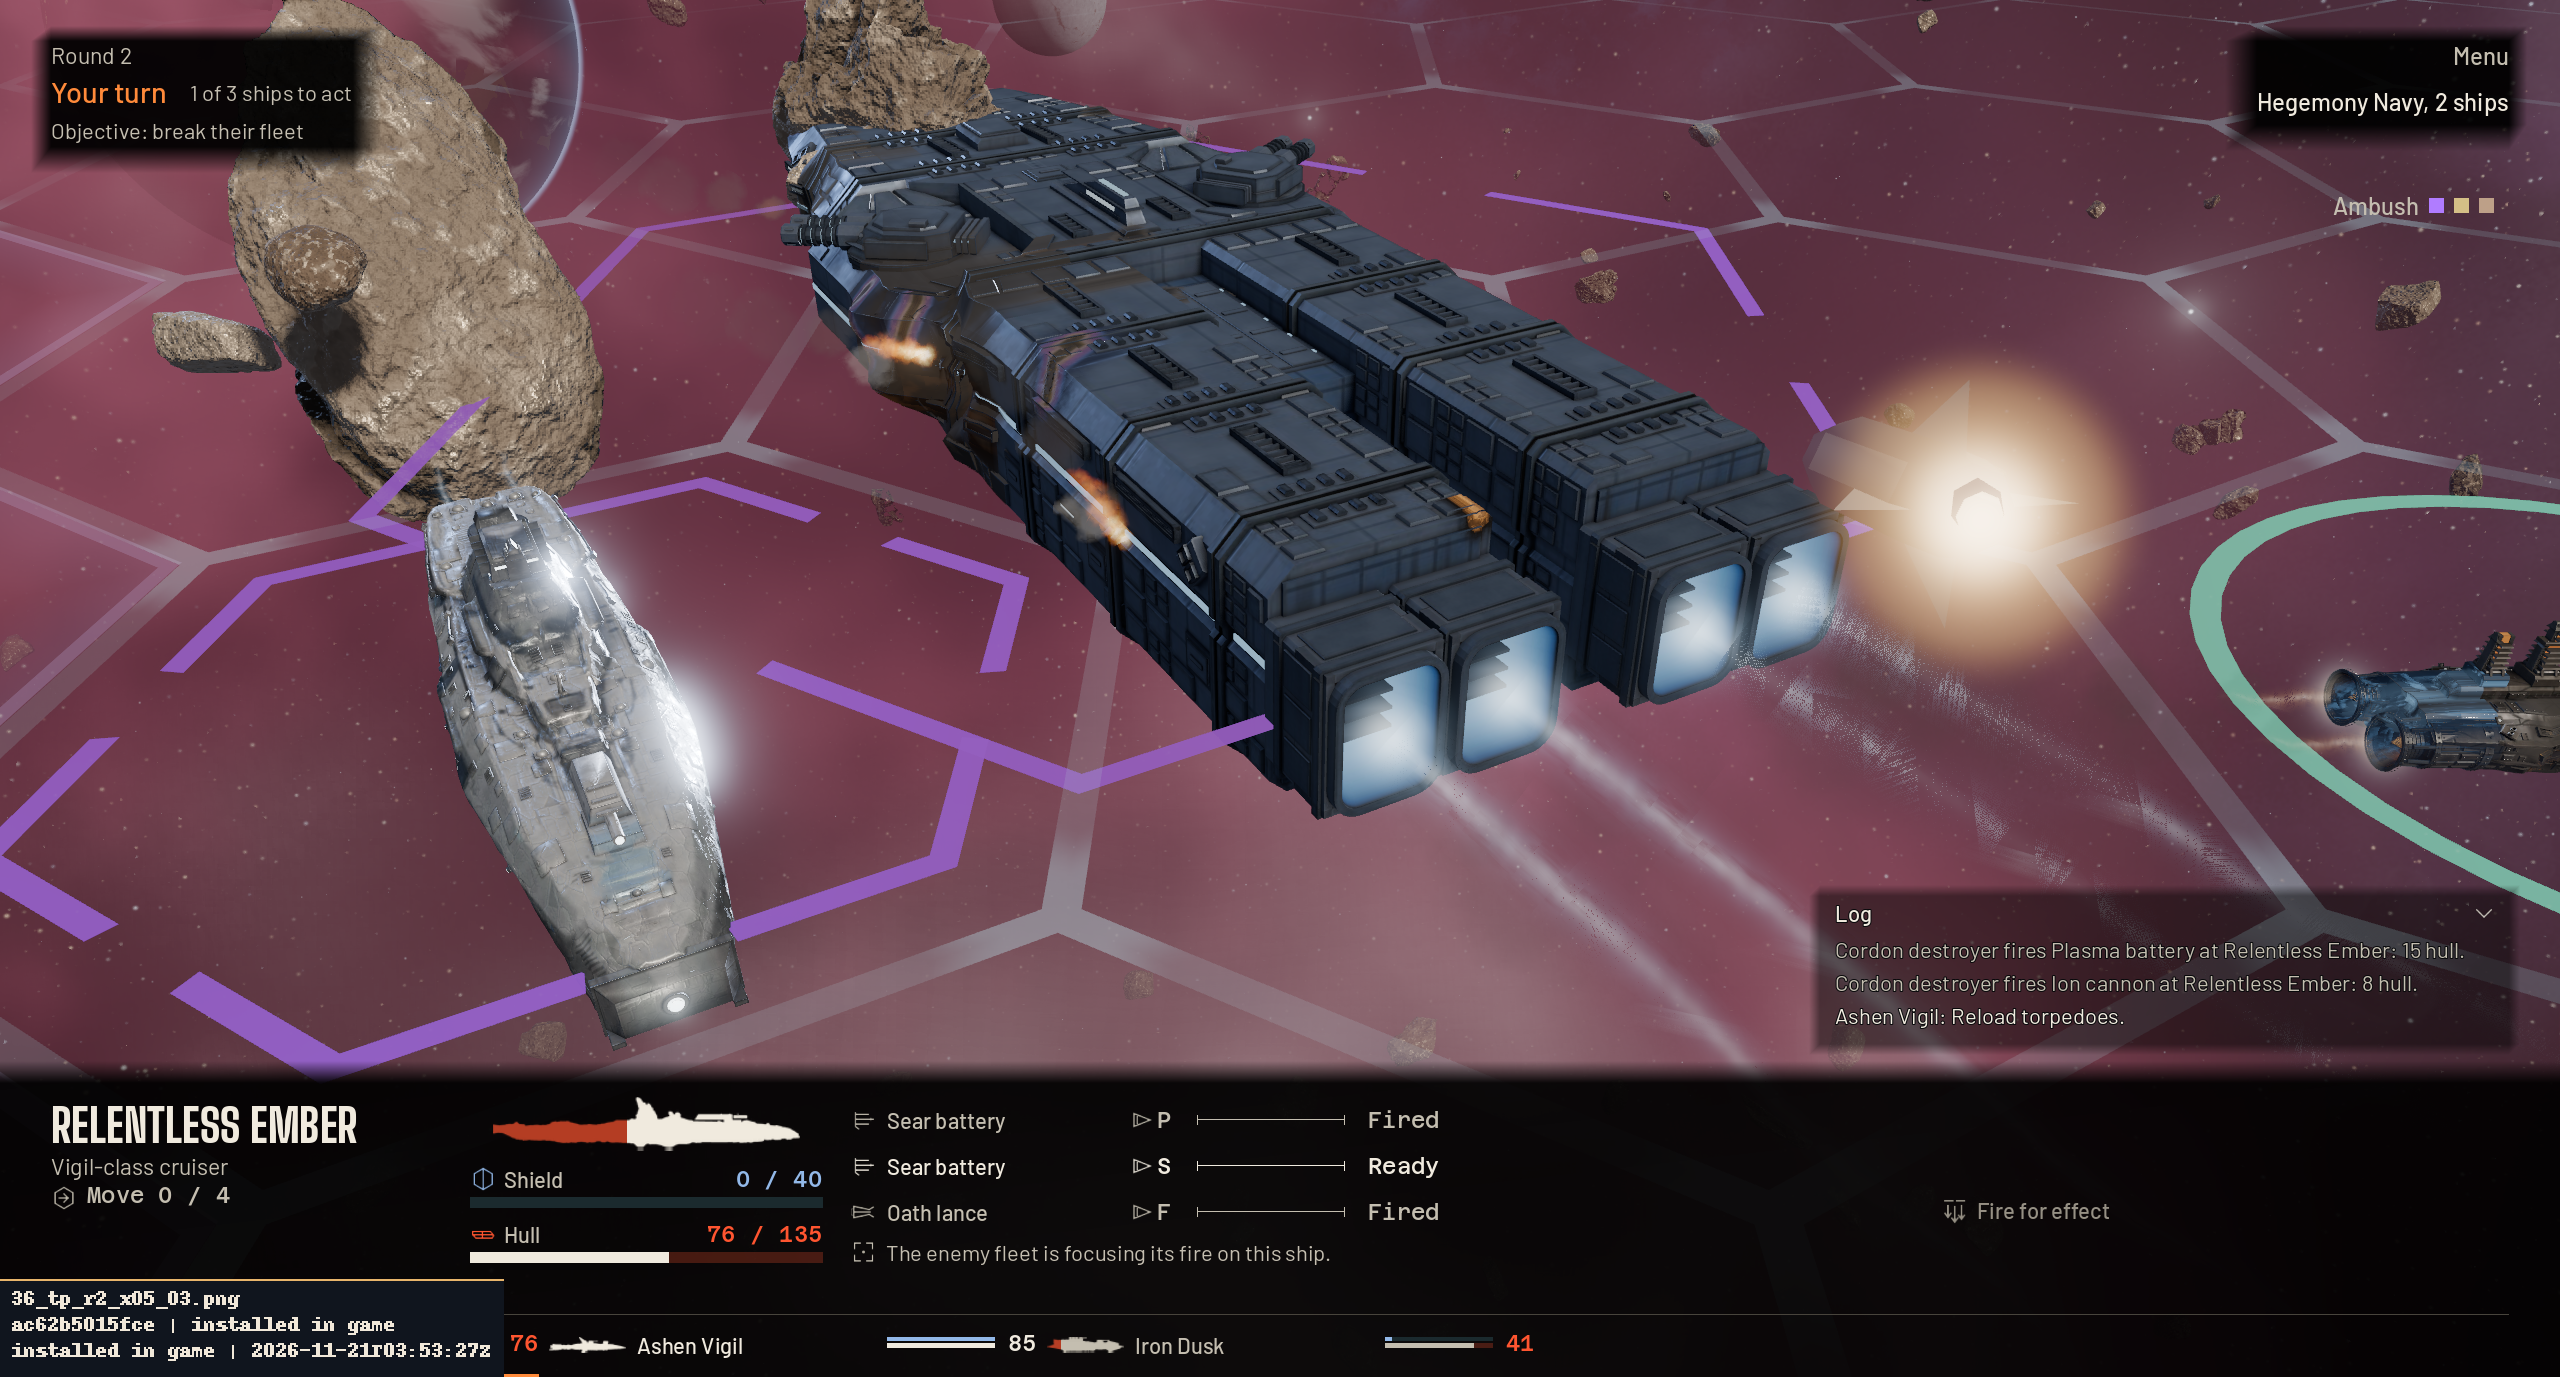 Round 2
Your turn 1 of 3 ships to act
Objective: break their fleet
Menu
Hegemony Navy, 2 ships
Ambush
Log
Cordon destroyer fires Plasma battery at Relentless Ember: 15 hull.
Cordon destroyer fires Ion cannon at Relentless Ember: 8 hull.
Ashen Vigil: Reload torpedoes.
RELENTLESS EMBER
Vigil-class cruiser
Move 0 / 4
Shield 0 / 40
Hull 76 / 135
Sear battery P Fired
Sear battery S Ready
Oath lance F Fired
The enemy fleet is focusing its fire on this ship.
Fire for effect
36_tp_r2_x05_03.png
ac62b5015fce | installed in game
installed in game | 2026-11-21T03:53:27Z
76 Ashen Vigil 85 Iron Dusk 41